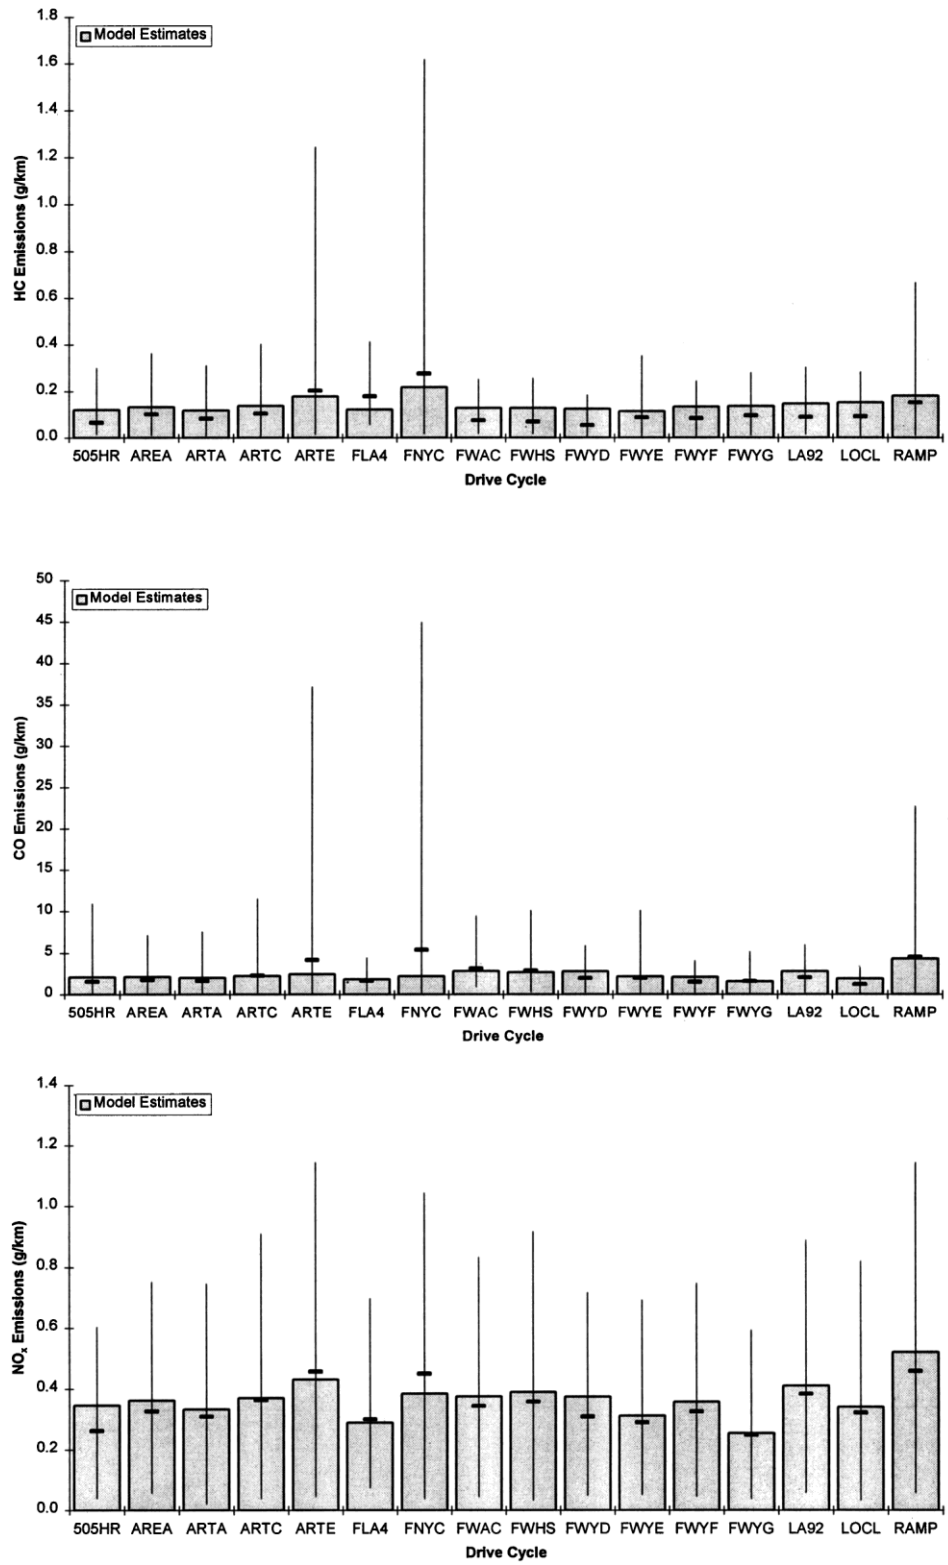 1.8
Model Estimates
1.6
1.4
1.2
1.0
0.8
0.6
0.4
0.2
0.0
HC Emissions (g/km)
505HR AREA ARTA ARTC ARTE FLA4 FNYC FWAC FWHS FWYD FWYE FWYF FWYG LA92 LOCL RAMP
Drive Cycle
50
Model Estimates
45
40
35
30
25
20
15
10
5
0
CO Emissions (g/km)
505HR AREA ARTA ARTC ARTE FLA4 FNYC FWAC FWHS FWYD FWYE FWYF FWYG LA92 LOCL RAMP
Drive Cycle
1.4
Model Estimates
1.2
1.0
0.8
0.6
0.4
0.2
0.0
NOx Emissions (g/km)
505HR AREA ARTA ARTC ARTE FLA4 FNYC FWAC FWHS FWYD FWYE FWYF FWYG LA92 LOCL RAMP
Drive Cycle